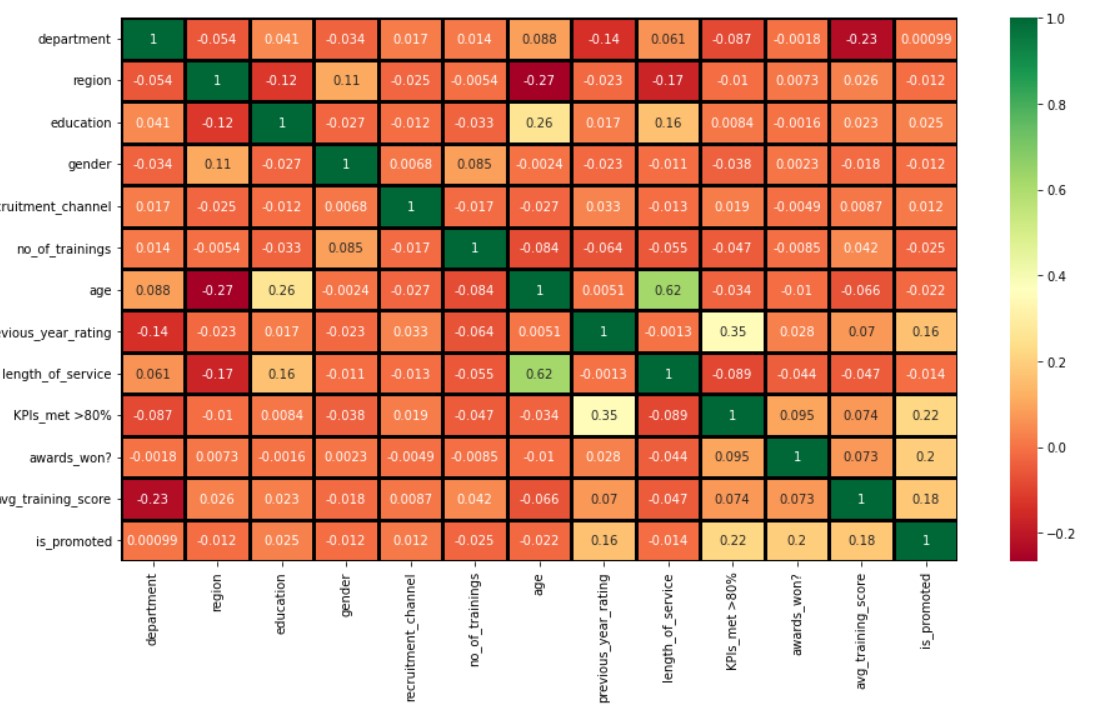 department 1 -0.054 0.041 -0.034 0.017 0.014 0.088 -0.14 0.061 -0.087 -0.0018 -0.23 0.00099
region -0.054 1 -0.12 0.11 -0.025 -0.0054 -0.27 -0.023 -0.17 -0.01 0.0073 0.026 -0.012
education 0.041 -0.12 1 -0.027 -0.012 -0.033 0.26 0.017 0.16 0.0084 -0.0016 0.023 0.025
gender -0.034 0.11 -0.027 1 0.0068 0.085 -0.0024 -0.023 -0.011 -0.038 0.0023 -0.018 -0.012
ruitment_channel 0.017 -0.025 -0.012 0.0068 1 -0.017 -0.027 0.033 -0.013 0.019 -0.0049 0.0087 0.012
no_of_trainings 0.014 -0.0054 -0.033 0.085 -0.017 1 -0.084 -0.064 -0.055 -0.047 -0.0085 0.042 -0.025
age 0.088 -0.27 0.26 -0.0024 -0.027 -0.084 1 0.0051 0.62 -0.034 -0.01 -0.066 -0.022
evious_year_rating -0.14 -0.023 0.017 -0.023 0.033 -0.064 0.0051 1 -0.0013 0.35 0.028 0.07 0.16
length_of_service 0.061 -0.17 0.16 -0.011 -0.013 -0.055 0.62 -0.0013 1 -0.089 -0.044 -0.047 -0.014
KPIs_met >80% -0.087 -0.01 0.0084 -0.038 0.019 -0.047 -0.034 0.35 -0.089 1 0.095 0.074 0.22
awards_won? -0.0018 0.0073 -0.0016 0.0023 -0.0049 -0.0085 -0.01 0.028 -0.044 0.095 1 0.073 0.2
vg_training_score -0.23 0.026 0.023 -0.018 0.0087 0.042 -0.066 0.07 -0.047 0.074 0.073 1 0.18
is_promoted 0.00099 -0.012 0.025 -0.012 0.012 -0.025 -0.022 0.16 -0.014 0.22 0.2 0.18 1
department
region
education
gender
recruitment_channel
no_of_trainings
age
previous_year_rating
length_of_service
KPIs_met >80%
awards_won?
avg_training_score
is_promoted
1.0
0.8
0.6
0.4
0.2
0.0
−0.2